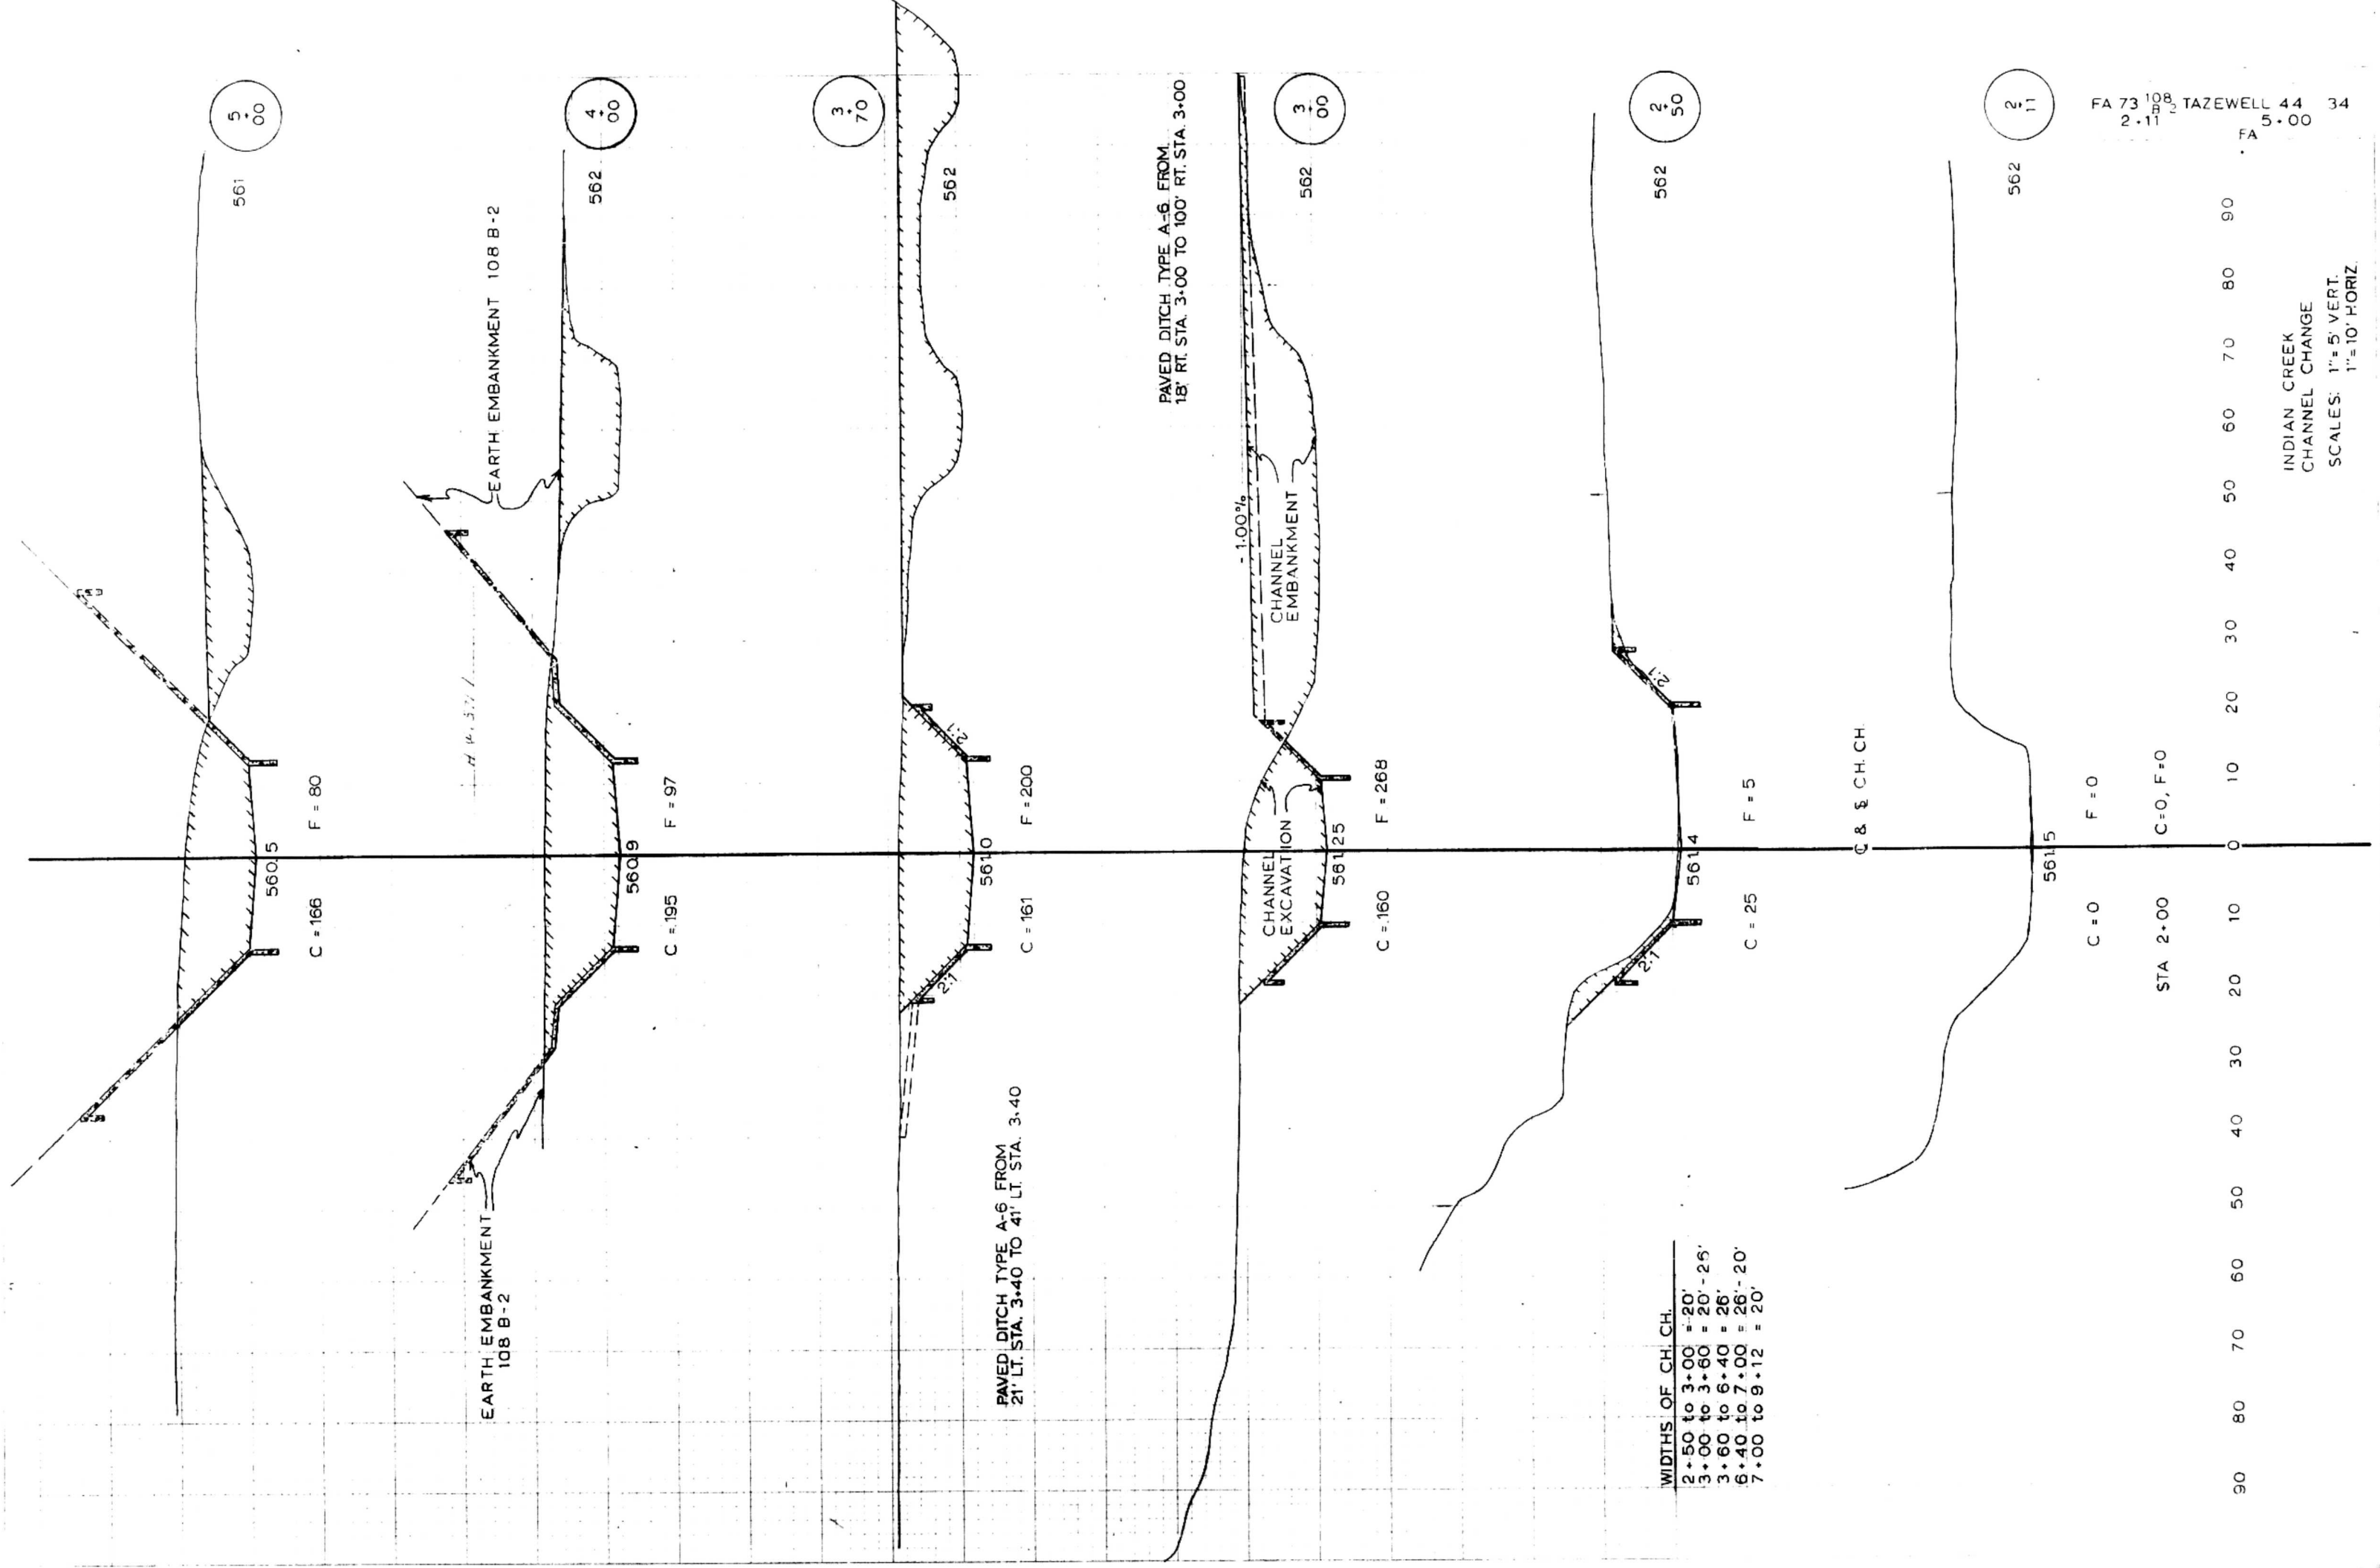 5+00
561
560.5
C = 166
F = 80
4+00
562
EARTH EMBANKMENT 108 B-2
560.9
C = 195
F = 97
EARTH EMBANKMENT
108 B-2
3+70
562
561.0
C = 161
F = 200
2:1
2:1
PAVED DITCH TYPE A-6 FROM
21' LT. STA. 3+40 TO 41' LT. STA. 3+40
PAVED DITCH TYPE A-6 FROM
18' RT. STA. 3+00 TO 100' RT. STA. 3+00
3+00
562
-1.00%
CHANNEL
EMBANKMENT
CHANNEL
EXCAVATION
561.25
C = 160
F = 268
2+50
562
2:1
2:1
561.4
C = 25
F = 5
WIDTHS OF CH. CH.
2+50 to 3+00 = 20'
3+00 to 3+60 = 20'-26'
3+60 to 6+40 = 26'
6+40 to 7+00 = 26'-20'
7+00 to 9+12 = 20'
℄ & S CH. CH.
2+11
562
561.5
C = 0
F = 0
STA 2+00
C=0, F=0
90 80 70 60 50 40 30 20 10 0 10 20 30 40 50 60 70 80 90
INDIAN CREEK
CHANNEL CHANGE
SCALES: 1"=5' VERT.
1"=10' HORIZ.
FA 73 108 B-2 TAZEWELL 44 34
2+11 5+00
FA